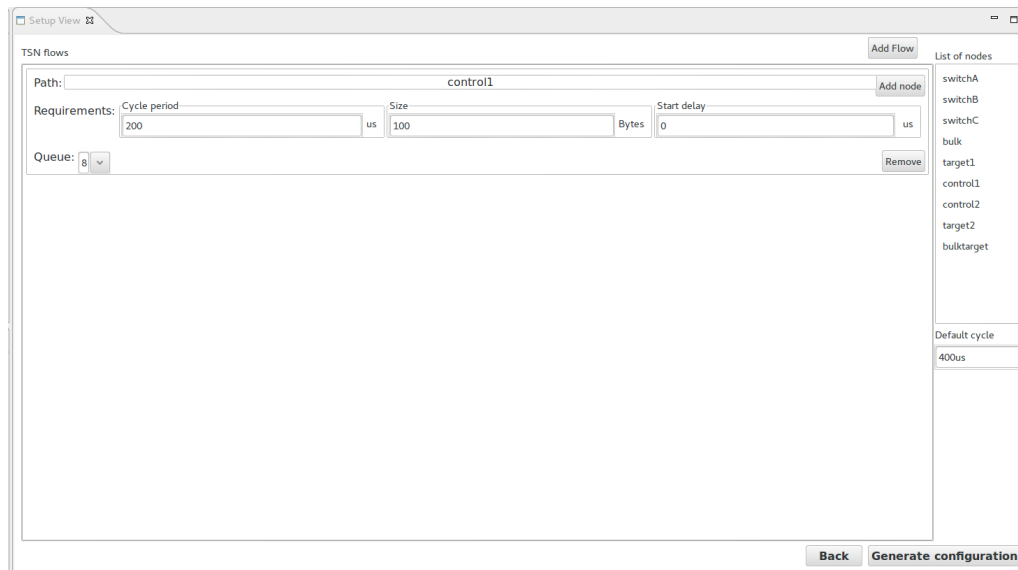 Setup View
TSN flows
Add Flow
List of nodes
Path: control1 Add node
Requirements: Cycle period Size Start delay
200 us 100 Bytes 0 us
Queue: 8 Remove
switchA
switchB
switchC
bulk
target1
control1
control2
target2
bulktarget
Default cycle
400us
Back Generate configuration